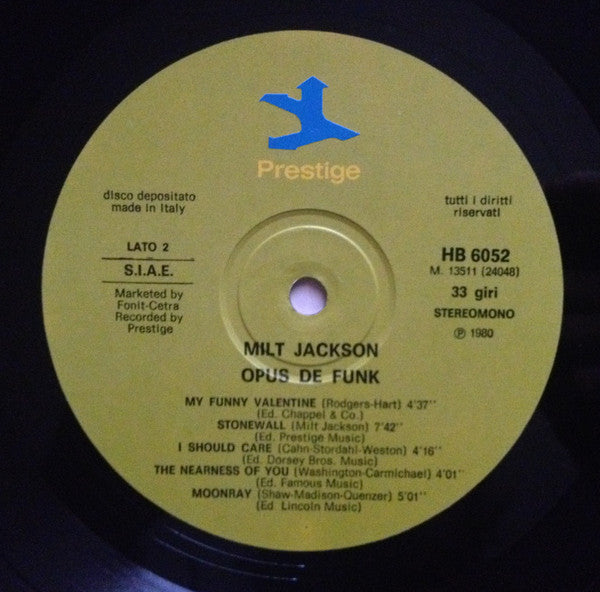 Prestige
disco depositato
made in Italy
tutti i diritti
riservati
LATO 2
S.I.A.E.
Marketed by
Fonit-Cetra
Recorded by
Prestige
HB 6052
M. 13511 (24048)
33 giri
STEREOMONO
Ⓟ 1980
MILT JACKSON
OPUS DE FUNK
MY FUNNY VALENTINE (Rodgers-Hart) 4'37''
(Ed. Chappel & Co.)
STONEWALL (Milt Jackson) 7'42''
(Ed. Prestige Music)
I SHOULD CARE (Cahn-Stordahl-Weston) 4'16''
(Ed. Dorsey Bros. Music)
THE NEARNESS OF YOU (Washington-Carmichael) 4'01''
(Ed. Famous Music)
MOONRAY (Shaw-Madison-Quenzer) 5'01''
(Ed. Lincoln Music)